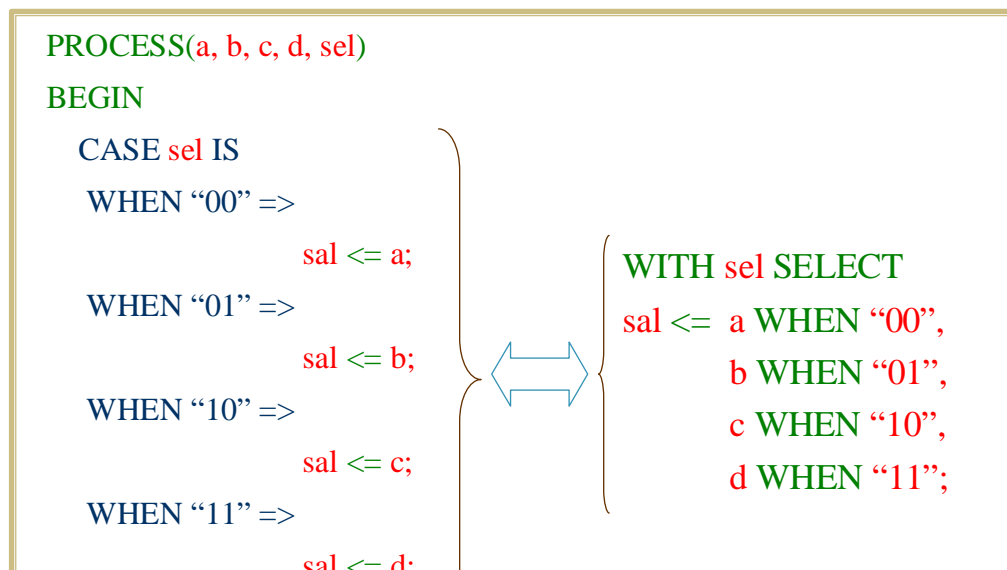 PROCESS(a, b, c, d, sel)
BEGIN
CASE sel IS
WHEN “00” =>
sal <= a;
WHEN “01” =>
sal <= b;
WHEN “10” =>
sal <= c;
WHEN “11” =>
sal <= d;
WITH sel SELECT
sal <= a WHEN “00”,
b WHEN “01”,
c WHEN “10”,
d WHEN “11”;